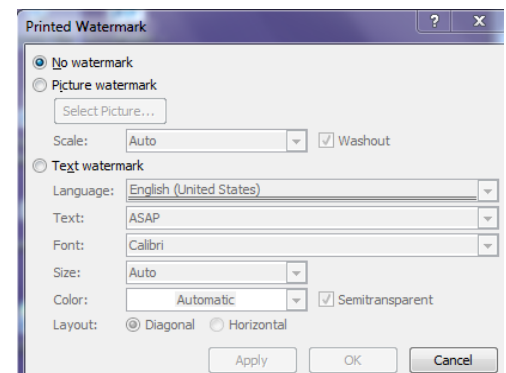 Printed Watermark ? X
No watermark
Picture watermark
Select Picture...
Scale: Auto Washout
Text watermark
Language: English (United States)
Text: ASAP
Font: Calibri
Size: Auto
Color: Automatic Semitransparent
Layout: Diagonal Horizontal
Apply OK Cancel